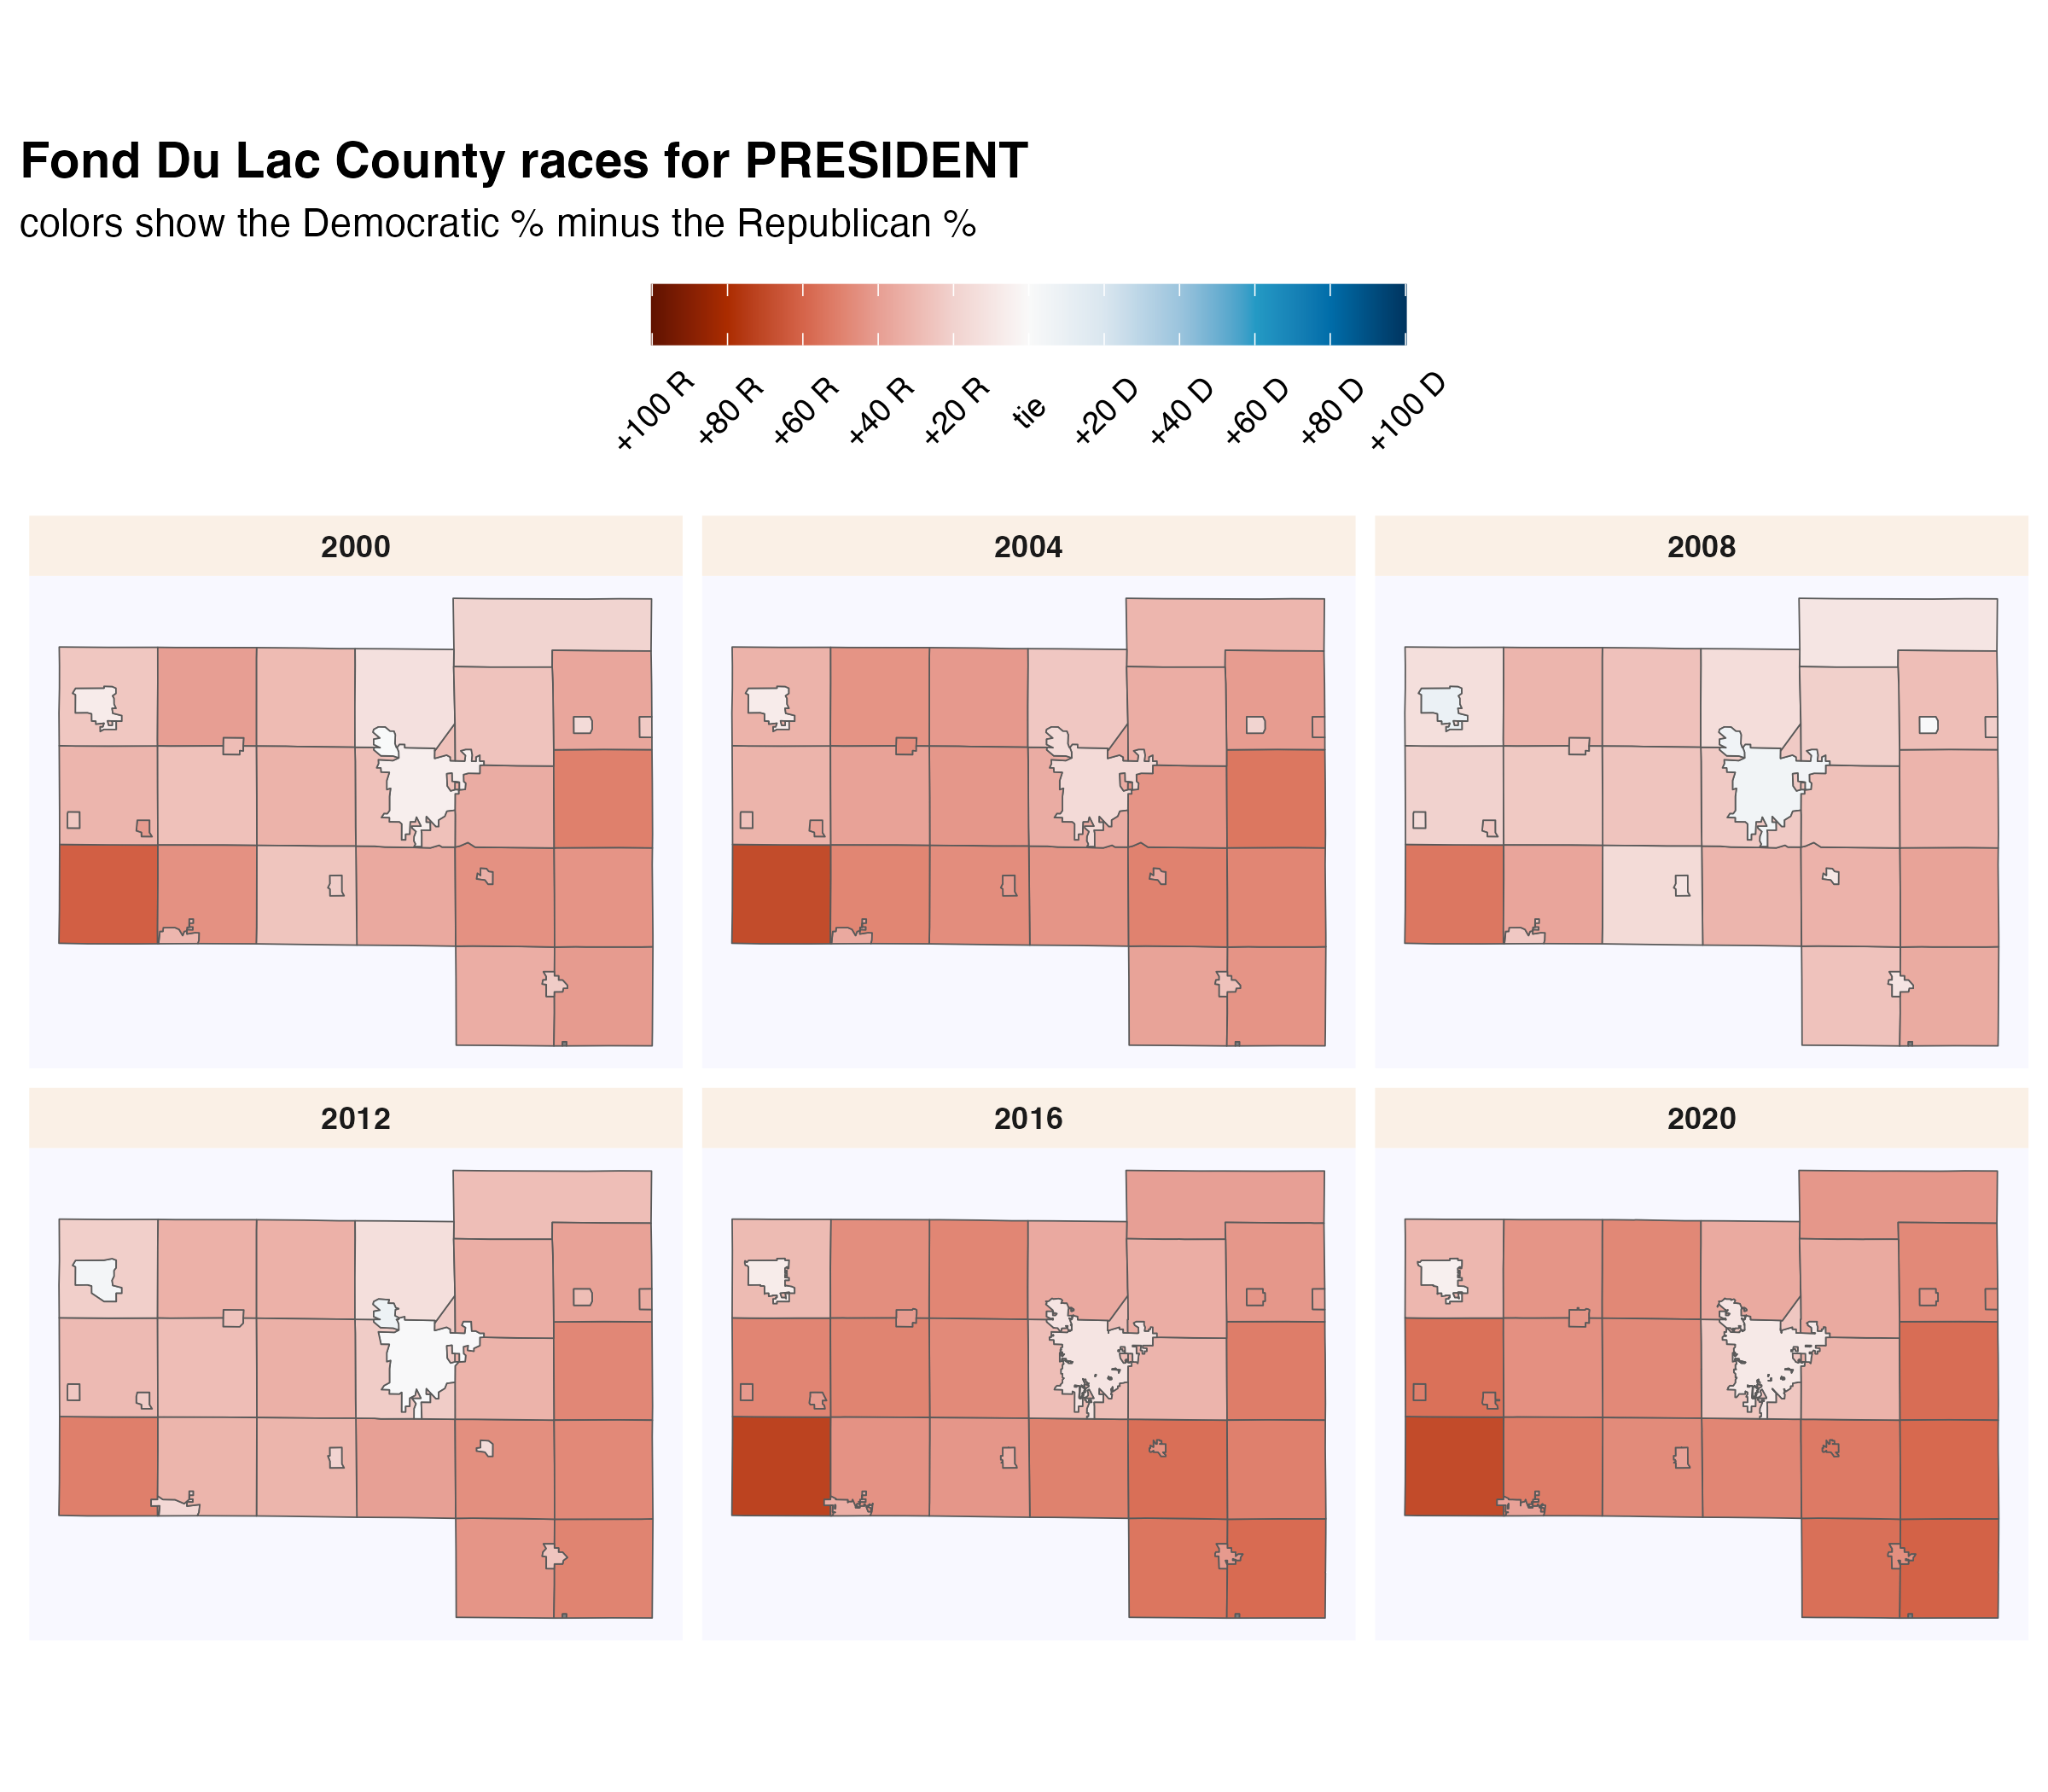 Fond Du Lac County races for PRESIDENT
colors show the Democratic % minus the Republican %
+100 R +80 R +60 R +40 R +20 R tie +20 D +40 D +60 D +80 D +100 D
2000 2004 2008
2012 2016 2020